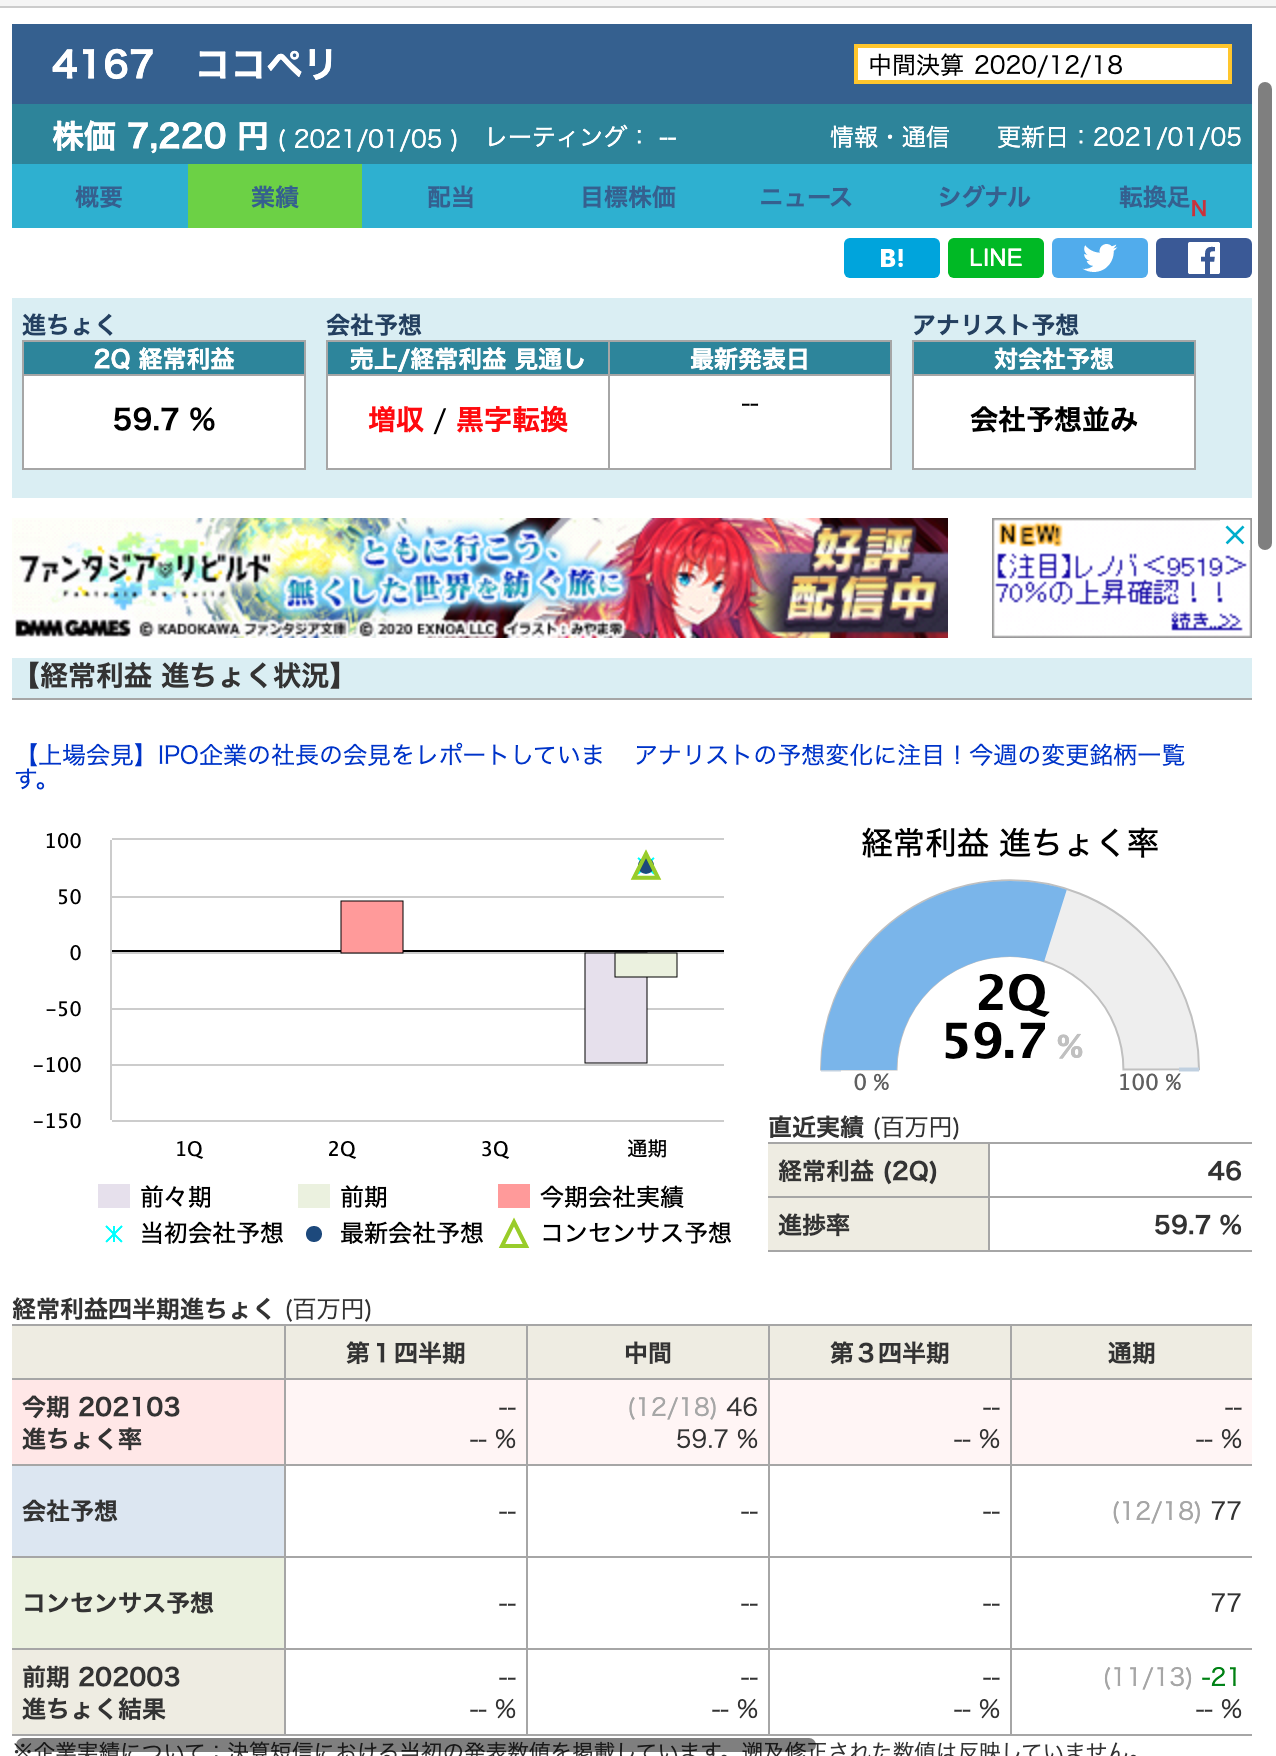 4167 ココペリ
中間決算 2020/12/18
株価 7,220 円 ( 2021/01/05 ) レーティング： -- 情報・通信 更新日：2021/01/05
概要 業績 配当 目標株価 ニュース シグナル 転換足N
B! LINE
進ちょく 会社予想 アナリスト予想
2Q 経常利益 売上/経常利益 見通し 最新発表日 対会社予想
59.7 % 増収 / 黒字転換 -- 会社予想並み
ファンタジア・リビルド
ともに行こう、
無くした世界を紡ぐ旅に
好評
配信中
DMM GAMES © KADOKAWA ファンタジア文庫 © 2020 EXNOA LLC イラスト：みやま零
NEW!
【注目】レノバ<9519>
70%の上昇確認！！
続き..>>
【経常利益 進ちょく状況】
【上場会見】IPO企業の社長の会見をレポートしていま
す。
アナリストの予想変化に注目！今週の変更銘柄一覧
100
50
0
-50
-100
-150
1Q 2Q 3Q 通期
前々期 前期 今期会社実績
当初会社予想 最新会社予想 コンセンサス予想
経常利益 進ちょく率
2Q
59.7 %
0 % 100 %
直近実績 (百万円)
経常利益 (2Q) 46
進捗率 59.7 %
経常利益四半期進ちょく (百万円)
第１四半期 中間 第３四半期 通期
今期 202103 -- (12/18) 46 -- --
進ちょく率 -- % 59.7 % -- % -- %
会社予想 -- -- -- (12/18) 77
コンセンサス予想 -- -- -- 77
前期 202003 -- -- -- (11/13) -21
進ちょく結果 -- % -- % -- % -- %
※企業実績について：決算短信における当初の発表数値を掲載しています。遡及修正された数値は反映していません。